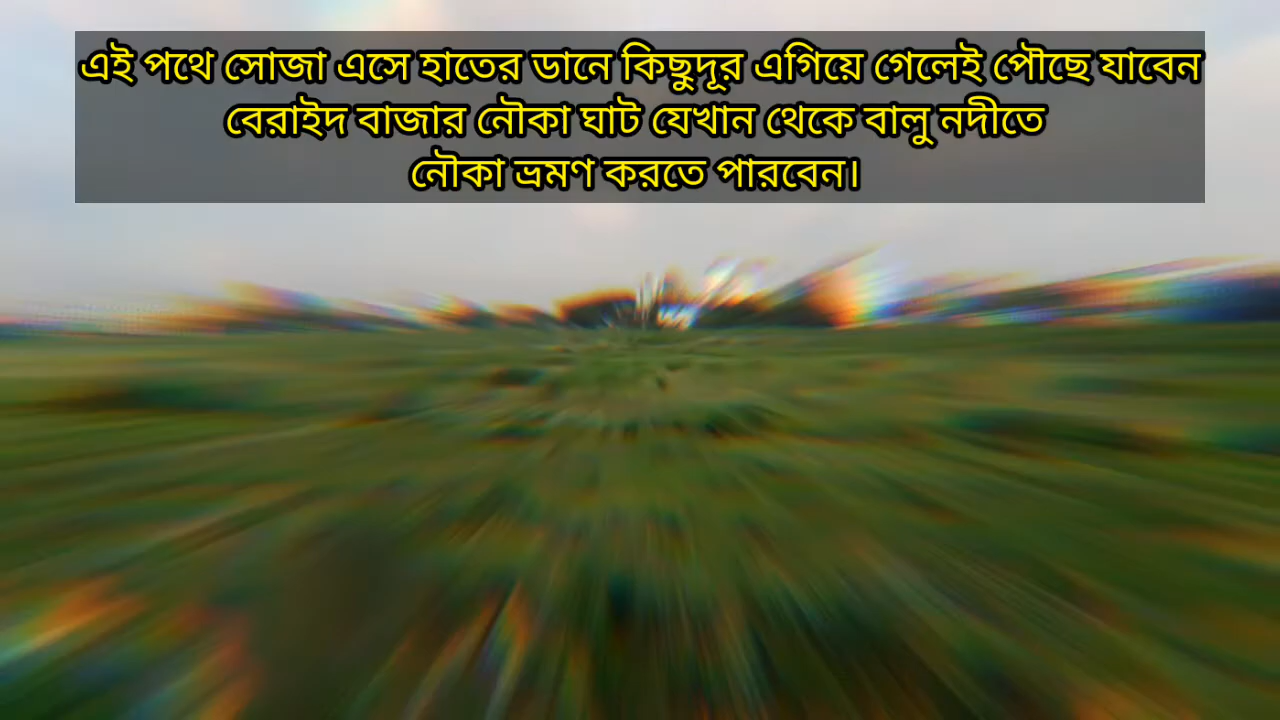 এই পথে সোজা এসে হাতের ডানে কিছুদূর এগিয়ে গেলেই পৌছে যাবেন
বেরাইদ বাজার নৌকা ঘাট যেখান থেকে বালু নদীতে
নৌকা ভ্রমণ করতে পারবেন।